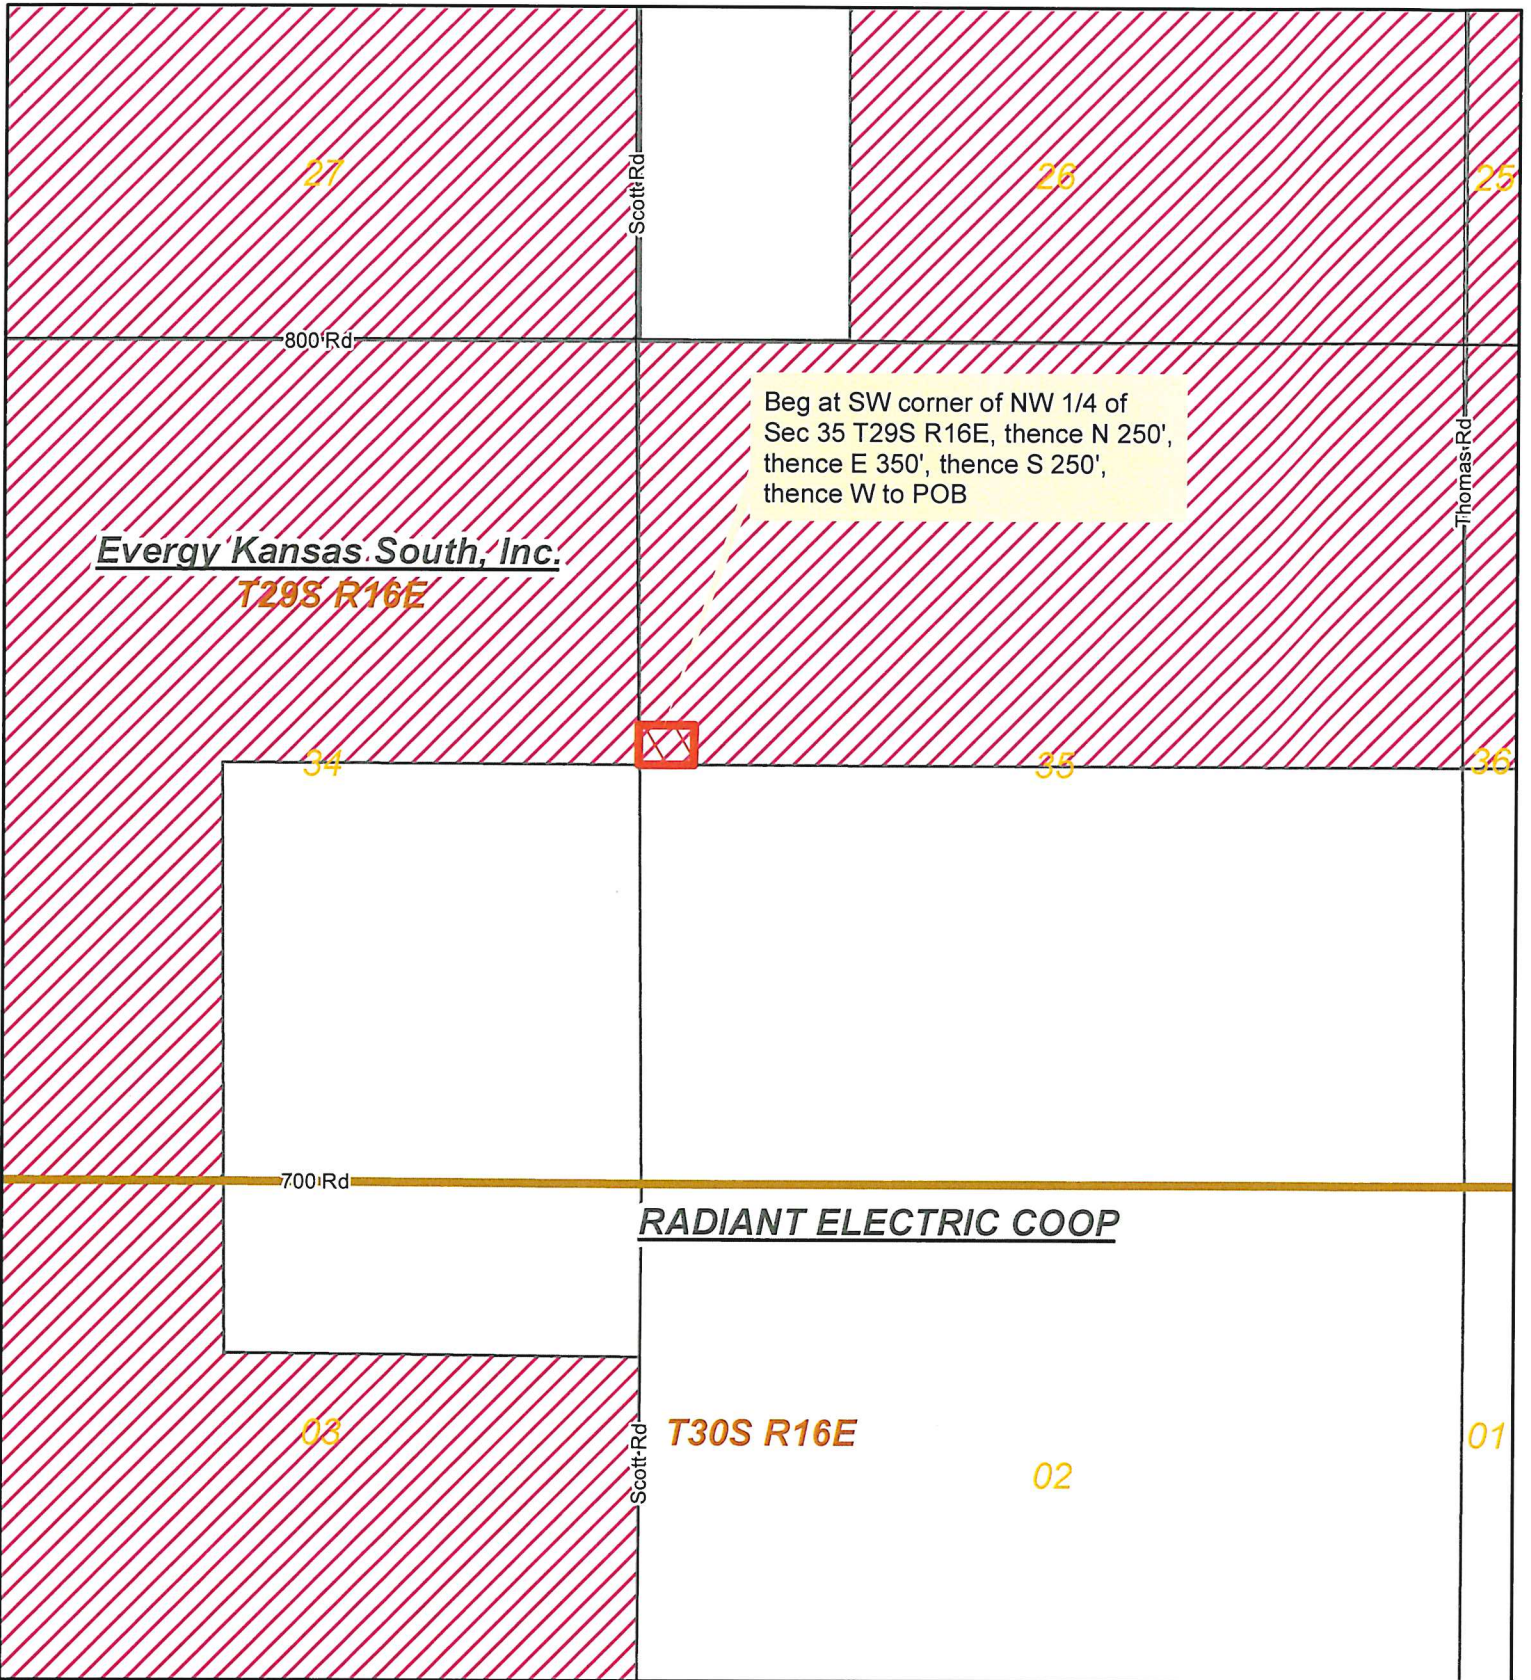 27
Scott Rd
26
25
800 Rd
Beg at SW corner of NW 1/4 of
Sec 35 T29S R16E, thence N 250',
thence E 350', thence S 250',
thence W to POB
Thomas Rd
Evergy Kansas South, Inc.
T29S R16E
34
35
36
700 Rd
RADIANT ELECTRIC COOP
03
Scott Rd
T30S R16E
01
02